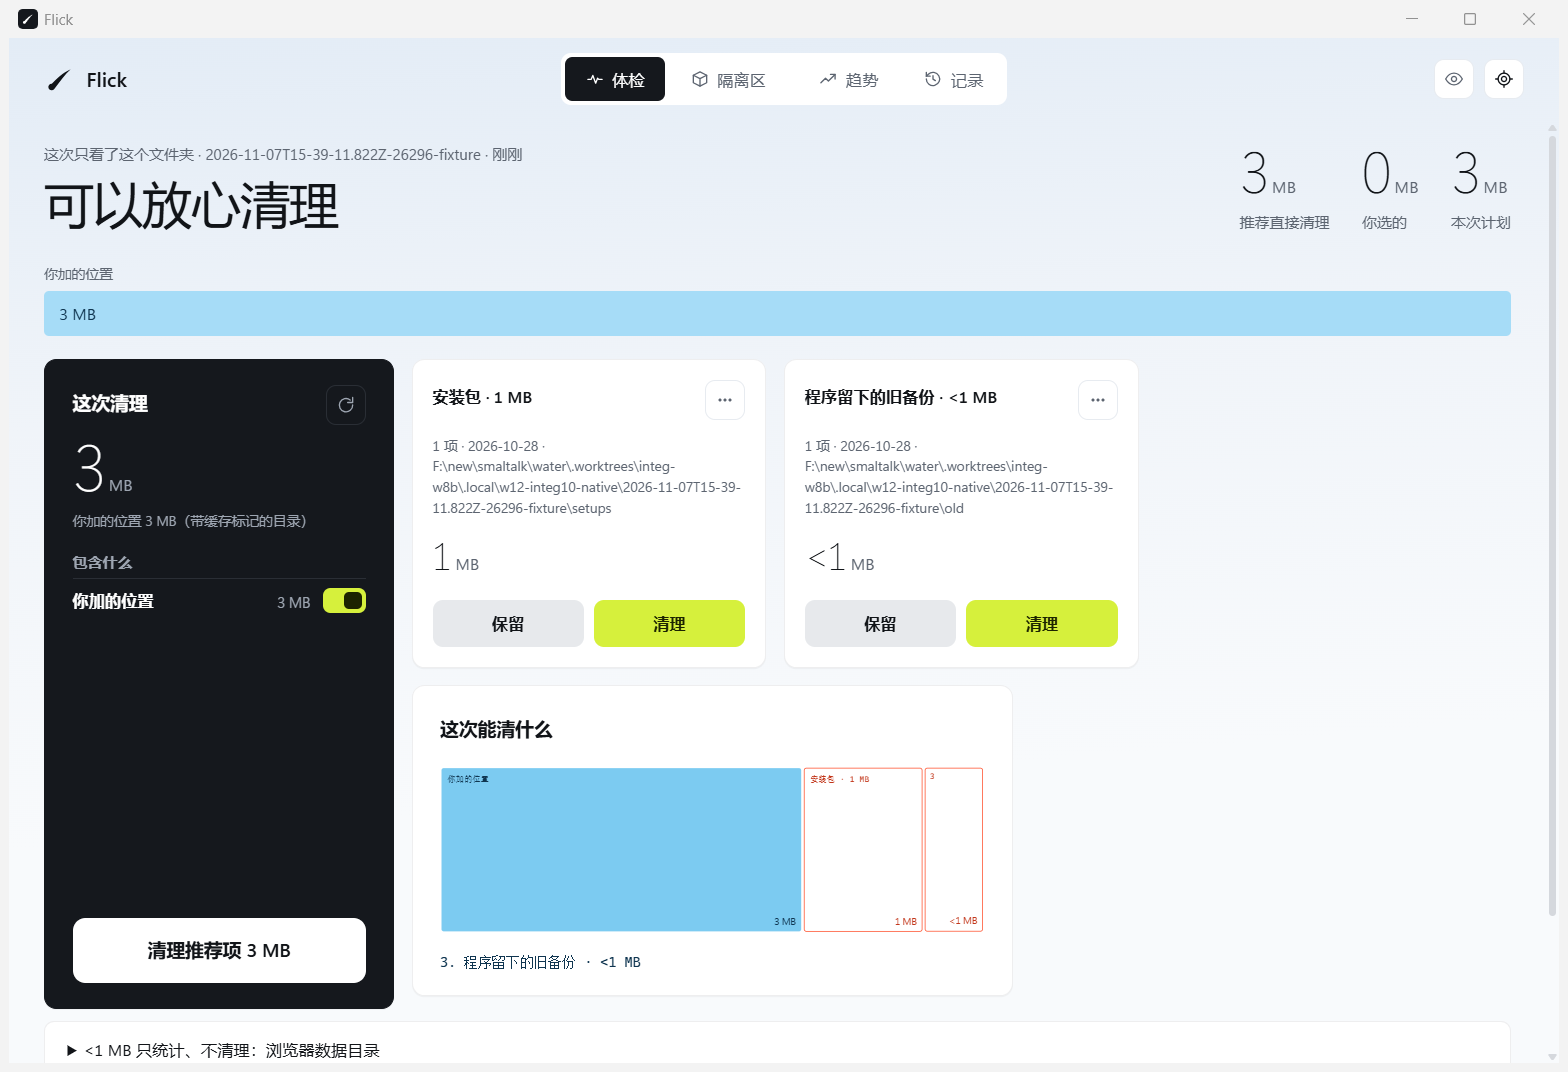 Flick
Flick
体检
隔离区
趋势
记录
这次只看了这个文件夹 · 2026-11-07T15-39-11.822Z-26296-fixture · 刚刚
可以放心清理
3 MB
推荐直接清理
0 MB
你选的
3 MB
本次计划
你加的位置
3 MB
这次清理
3 MB
你加的位置 3 MB（带缓存标记的目录）
包含什么
你加的位置
3 MB
清理推荐项 3 MB
安装包 · 1 MB
1 项 · 2026-10-28 ·
F:\new\smaltalk\water\.worktrees\integ-
w8b\.local\w12-integ10-native\2026-11-07T15-39-
11.822Z-26296-fixture\setups
1 MB
保留
清理
程序留下的旧备份 · <1 MB
1 项 · 2026-10-28 ·
F:\new\smaltalk\water\.worktrees\integ-
w8b\.local\w12-integ10-native\2026-11-07T15-39-
11.822Z-26296-fixture\old
<1 MB
保留
清理
这次能清什么
你加的位置
3 MB
安装包 · 1 MB
1 MB
3
<1 MB
3. 程序留下的旧备份 · <1 MB
<1 MB 只统计、不清理：浏览器数据目录